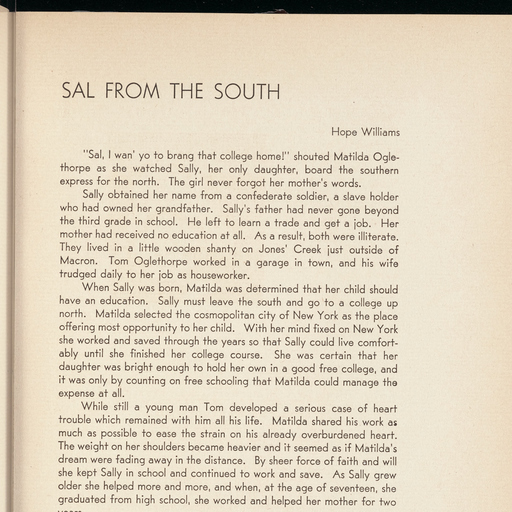 SAL FROM THE SOUTH
Hope Williams
"Sal, I wan' yo to brang that college home!" shouted Matilda Ogle-
thorpe as she watched Sally, her only daughter, board the southern
express for the north. The girl never forgot her mother's words.
Sally obtained her name from a confederate soldier, a slave holder
who had owned her grandfather. Sally's father had never gone beyond
the third grade in school. He left to learn a trade and get a job. Her
mother had received no education at all. As a result, both were illiterate.
They lived in a little wooden shanty on Jones' Creek just outside of
Macron. Tom Oglethorpe worked in a garage in town, and his wife
trudged daily to her job as houseworker.
When Sally was born, Matilda was determined that her child should
have an education. Sally must leave the south and go to a college up
north. Matilda selected the cosmopolitan city of New York as the place
offering most opportunity to her child. With her mind fixed on New York
she worked and saved through the years so that Sally could live comfort-
ably until she finished her college course. She was certain that her
daughter was bright enough to hold her own in a good free college, and
it was only by counting on free schooling that Matilda could manage the
expense at all.
While still a young man Tom developed a serious case of heart
trouble which remained with him all his life. Matilda shared his work as
much as possible to ease the strain on his already overburdened heart.
The weight on her shoulders became heavier and it seemed as if Matilda's
dream were fading away in the distance. By sheer force of faith and will
she kept Sally in school and continued to work and save. As Sally grew
older she helped more and more, and when, at the age of seventeen, she
graduated from high school, she worked and helped her mother for two